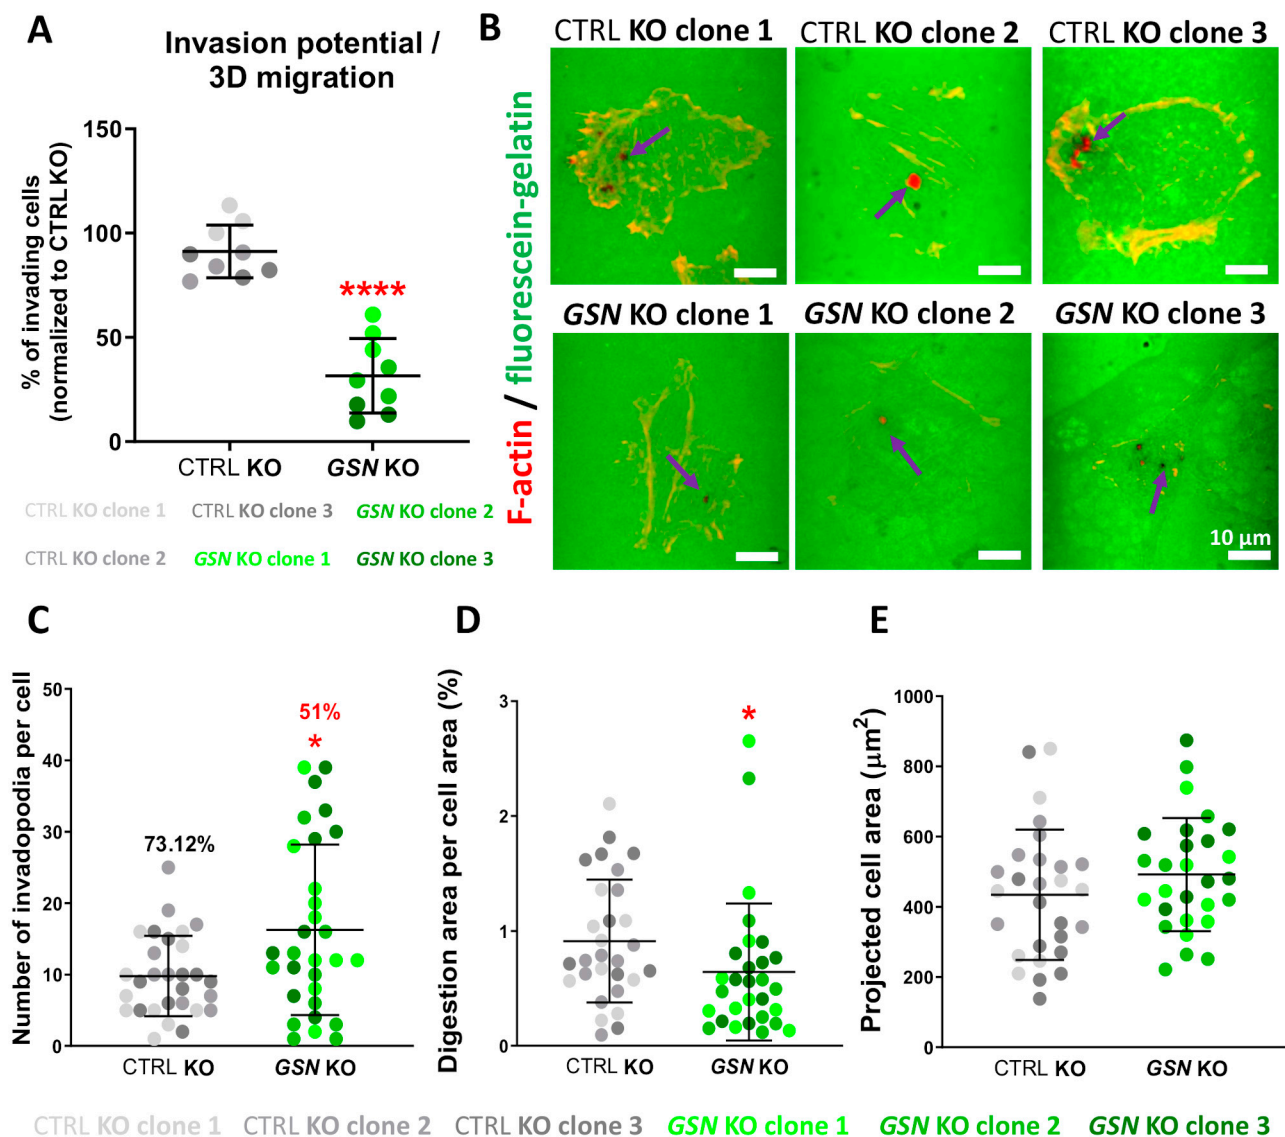 A
Invasion potential /
3D migration
% of invading cells
(normalized to CTRL KO)
150
100
50
0
****
CTRL KO
GSN KO
CTRL KO clone 1
CTRL KO clone 3
GSN KO clone 2
CTRL KO clone 2
GSN KO clone 1
GSN KO clone 3
B
F-actin / fluorescein-gelatin
CTRL KO clone 1
CTRL KO clone 2
CTRL KO clone 3
GSN KO clone 1
GSN KO clone 2
GSN KO clone 3
10 µm
C
Number of invadopodia per cell
50
40
30
20
10
0
73.12%
51%
*
CTRL KO
GSN KO
D
Digestion area per cell area (%)
3
2
1
0
*
CTRL KO
GSN KO
E
Projected cell area (µm²)
1000
800
600
400
200
0
CTRL KO
GSN KO
CTRL KO clone 1
CTRL KO clone 2
CTRL KO clone 3
GSN KO clone 1
GSN KO clone 2
GSN KO clone 3